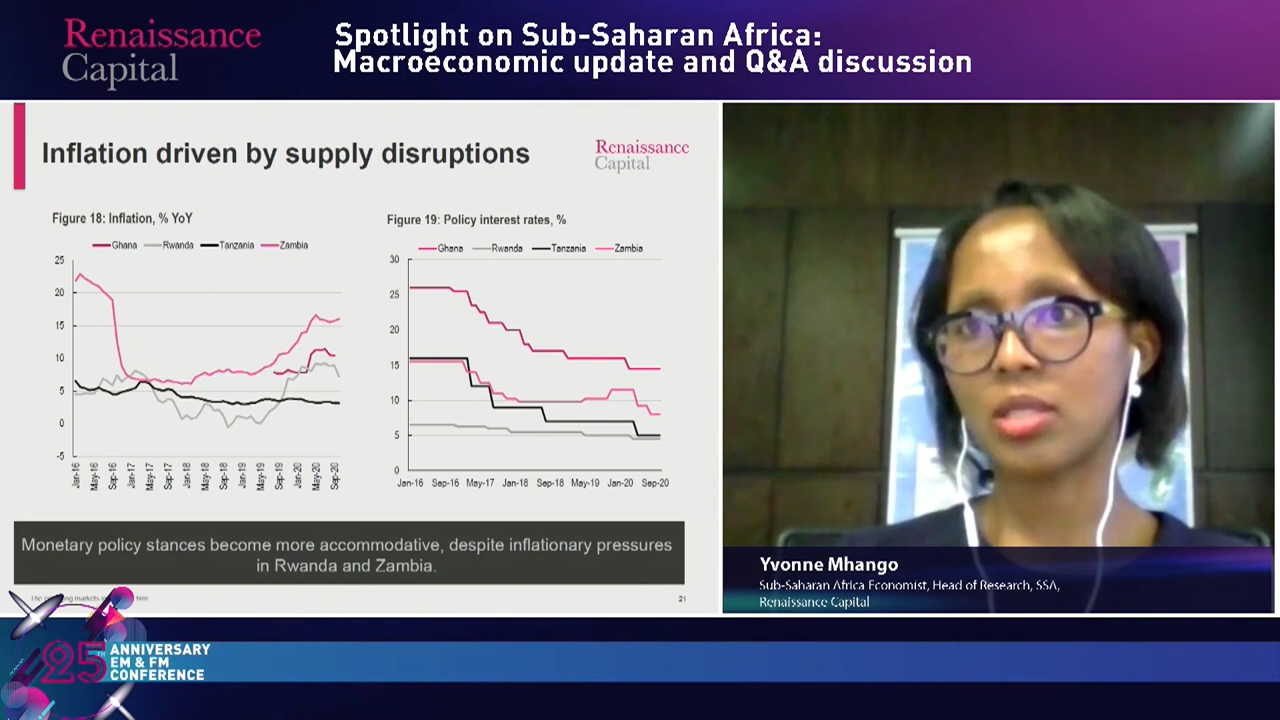 Renaissance
Capital
Spotlight on Sub-Saharan Africa:
Macroeconomic update and Q&A discussion
Inflation driven by supply disruptions
Renaissance
Capital
Figure 18: Inflation, % YoY
Ghana Rwanda Tanzania Zambia
25
20
15
10
5
0
-5
Jan-16 May-16 Sep-16 Jan-17 May-17 Sep-17 Jan-18 May-18 Sep-18 Jan-19 May-19 Sep-19 Jan-20 May-20 Sep-20
Figure 19: Policy interest rates, %
Ghana Rwanda Tanzania Zambia
30
25
20
15
10
5
0
Jan-16 Sep-16 May-17 Jan-18 Sep-18 May-19 Jan-20 Sep-20
Monetary policy stances become more accommodative, despite inflationary pressures
in Rwanda and Zambia.
21
Yvonne Mhango
Sub-Saharan Africa Economist, Head of Research, SSA,
Renaissance Capital
25TH
ANNIVERSARY
EM & FM
CONFERENCE